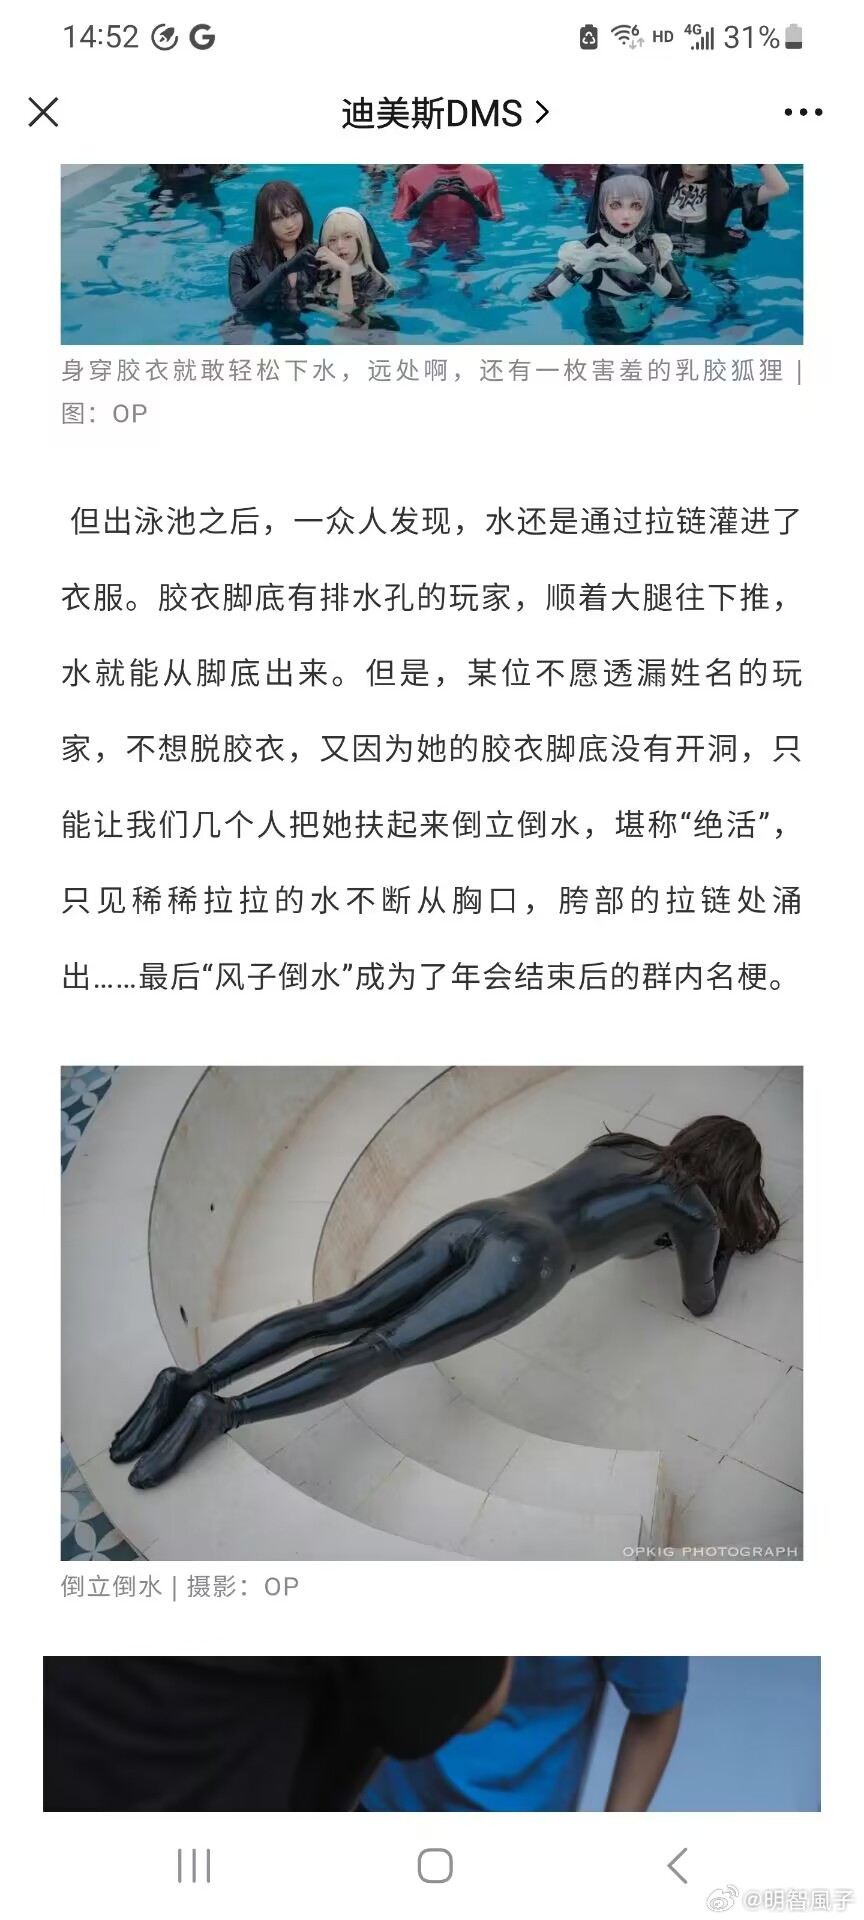 14:52
HD 4G 31%
迪美斯DMS
身穿胶衣就敢轻松下水，远处啊，还有一枚害羞的乳胶狐狸 |
图：OP
但出泳池之后，一众人发现，水还是通过拉链灌进了
衣服。胶衣脚底有排水孔的玩家，顺着大腿往下推，
水就能从脚底出来。但是，某位不愿透漏姓名的玩
家，不想脱胶衣，又因为她的胶衣脚底没有开洞，只
能让我们几个人把她扶起来倒立倒水，堪称“绝活”，
只见稀稀拉拉的水不断从胸口，胯部的拉链处涌
出……最后“风子倒水”成为了年会结束后的群内名梗。
OPKIG PHOTOGRAPH
倒立倒水 | 摄影：OP
@明智風子